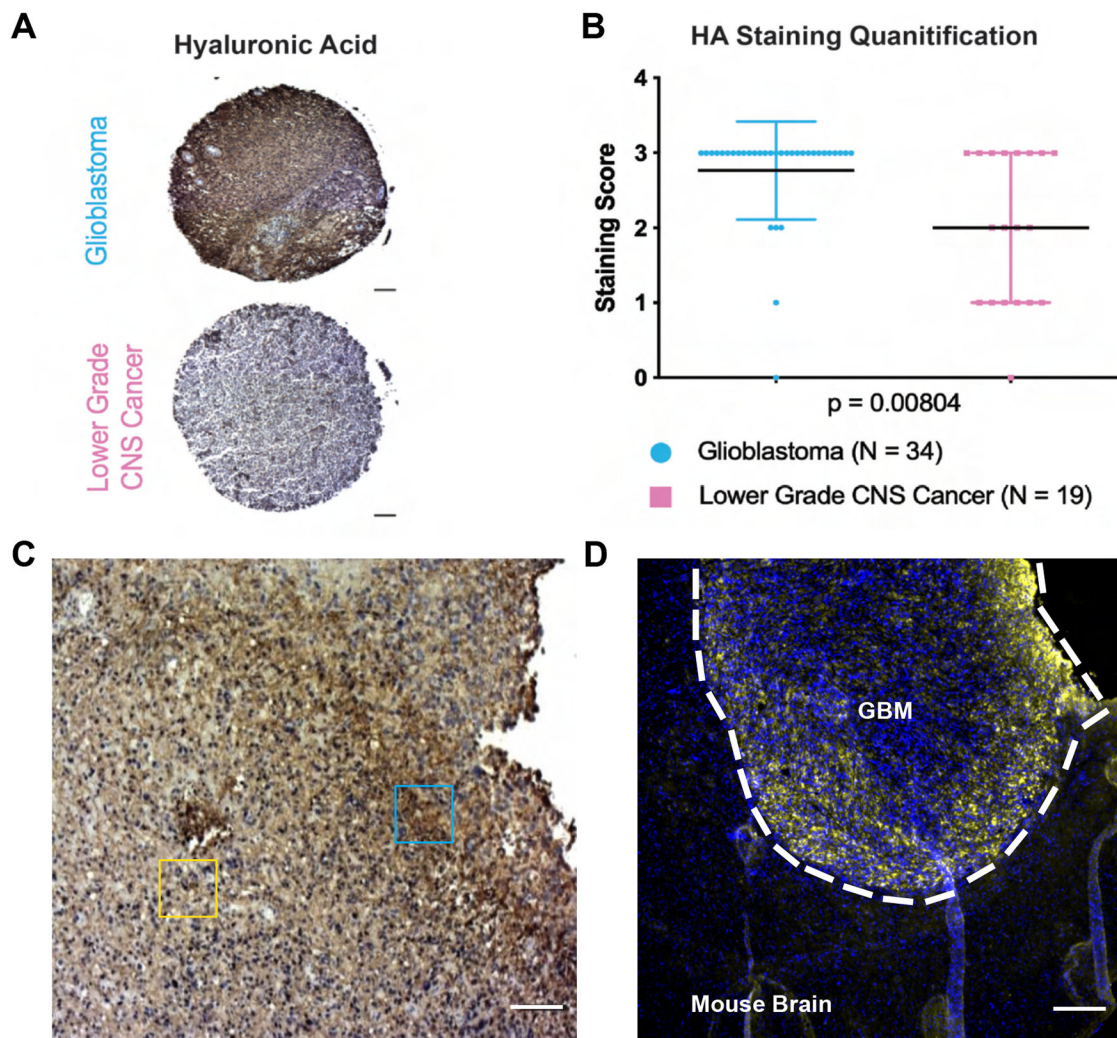 A
Hyaluronic Acid
Glioblastoma
Lower Grade
CNS Cancer
B
HA Staining Quanitification
Staining Score
4
3
2
1
0
p = 0.00804
Glioblastoma (N = 34)
Lower Grade CNS Cancer (N = 19)
C
D
GBM
Mouse Brain